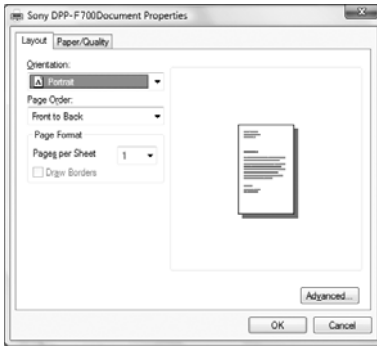 Sony DPP-F700Document Properties
Layout
Paper/Quality
Orientation:
A Portrait
Page Order:
Front to Back
Page Format
Pages per Sheet 1
Draw Borders
Advanced...
OK
Cancel